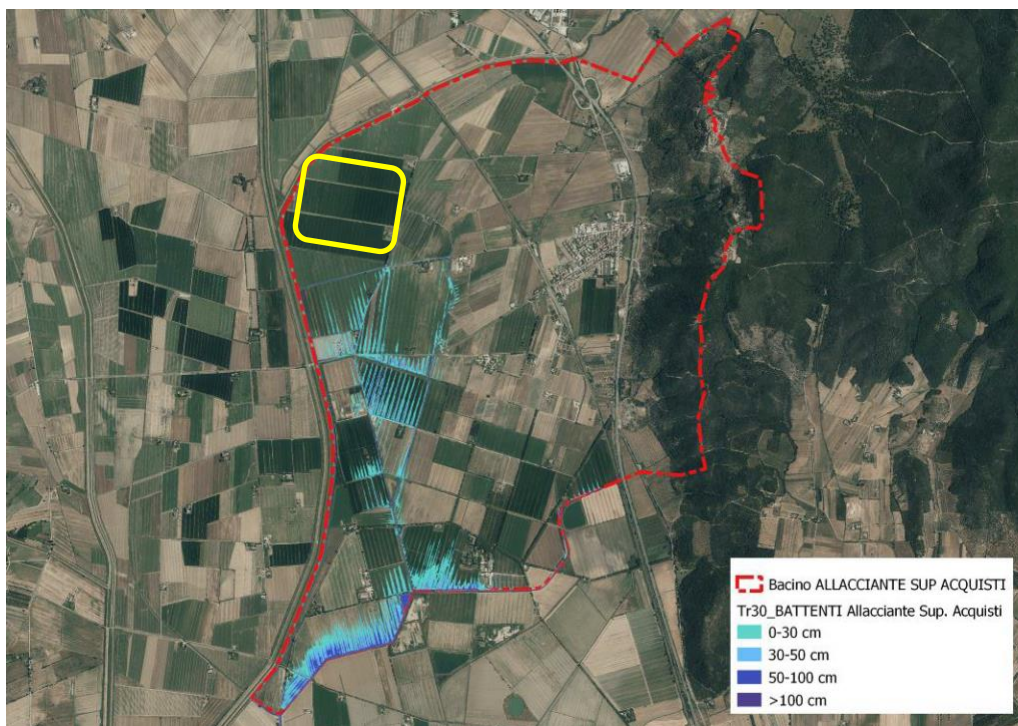 Bacino ALLACCIANTE SUP ACQUISTI
Tr30_BATTENTI Allacciante Sup. Acquisti
0-30 cm
30-50 cm
50-100 cm
>100 cm